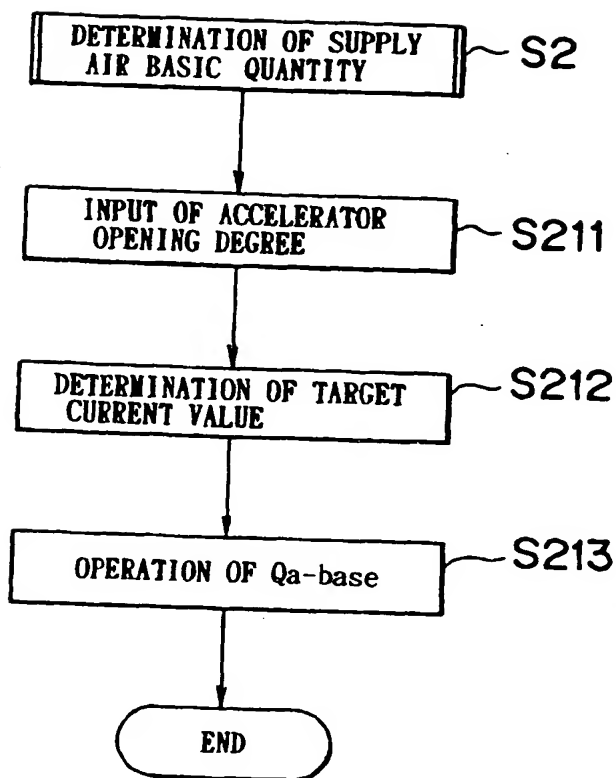 DETERMINATION OF SUPPLY
AIR BASIC QUANTITY
S2
INPUT OF ACCELERATOR
OPENING DEGREE
S211
DETERMINATION OF TARGET
CURRENT VALUE
S212
OPERATION OF Qa-base
S213
END